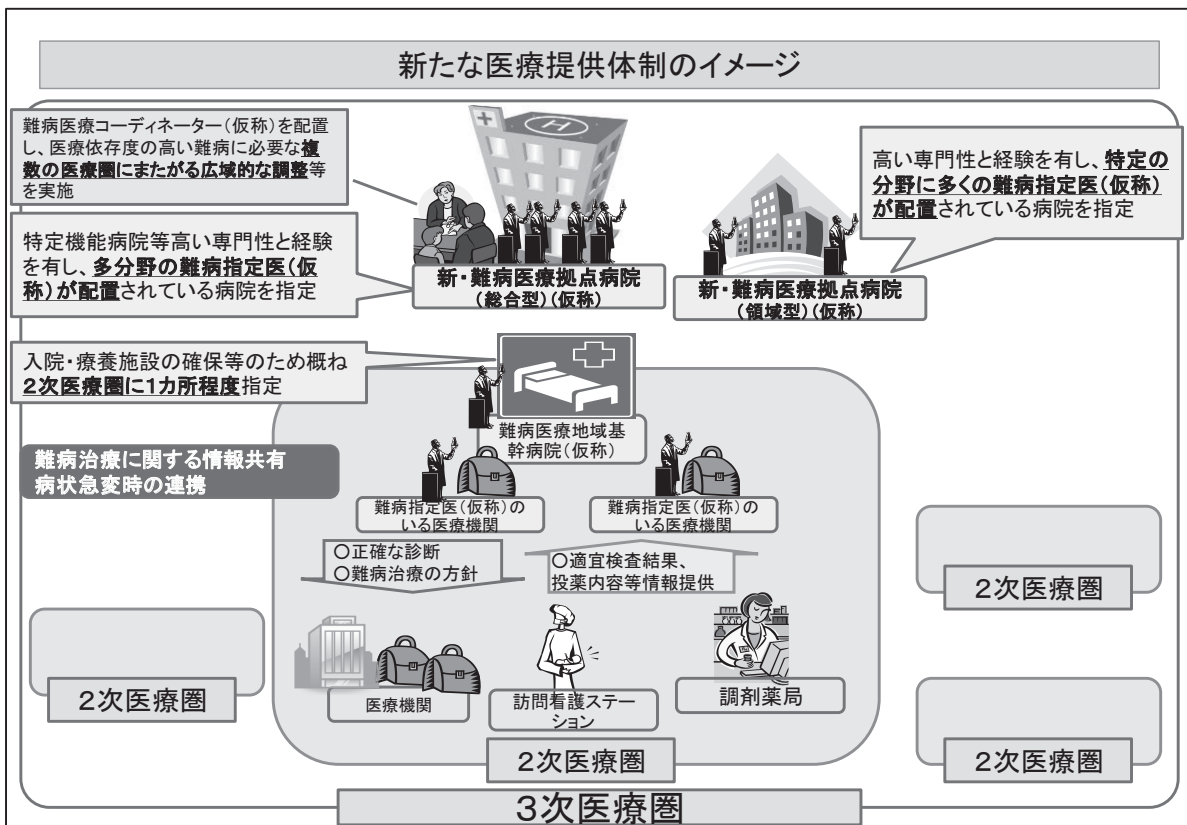 新たな医療提供体制のイメージ
難病医療コーディネーター(仮称)を配置
し、医療依存度の高い難病に必要な複
数の医療圏にまたがる広域的な調整等
を実施
高い専門性と経験を有し、特定の
分野に多くの難病指定医(仮称)
が配置されている病院を指定
特定機能病院等高い専門性と経験
を有し、多分野の難病指定医(仮
称)が配置されている病院を指定
H
新・難病医療拠点病院
(総合型)(仮称)
新・難病医療拠点病院
(領域型)(仮称)
入院・療養施設の確保等のため概ね
2次医療圏に1カ所程度指定
難病医療地域基
幹病院(仮称)
難病治療に関する情報共有
病状急変時の連携
難病指定医(仮称)の
いる医療機関
難病指定医(仮称)の
いる医療機関
○正確な診断
○難病治療の方針
○適宜検査結果、
投薬内容等情報提供
2次医療圏
2次医療圏
医療機関
訪問看護ステー
ション
調剤薬局
2次医療圏
2次医療圏
3次医療圏